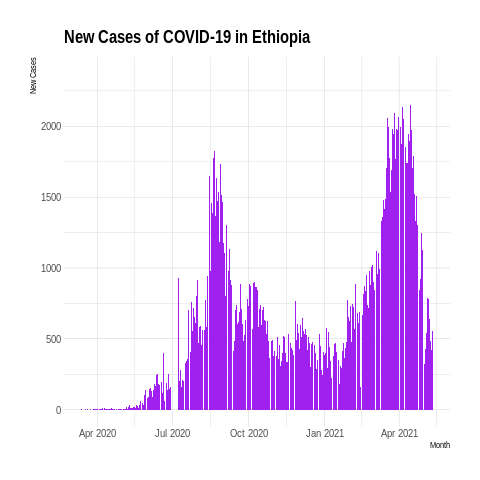 New Cases of COVID-19 in Ethiopia
New Cases
2000
1500
1000
500
0
Apr 2020 Jul 2020 Oct 2020 Jan 2021 Apr 2021
Month